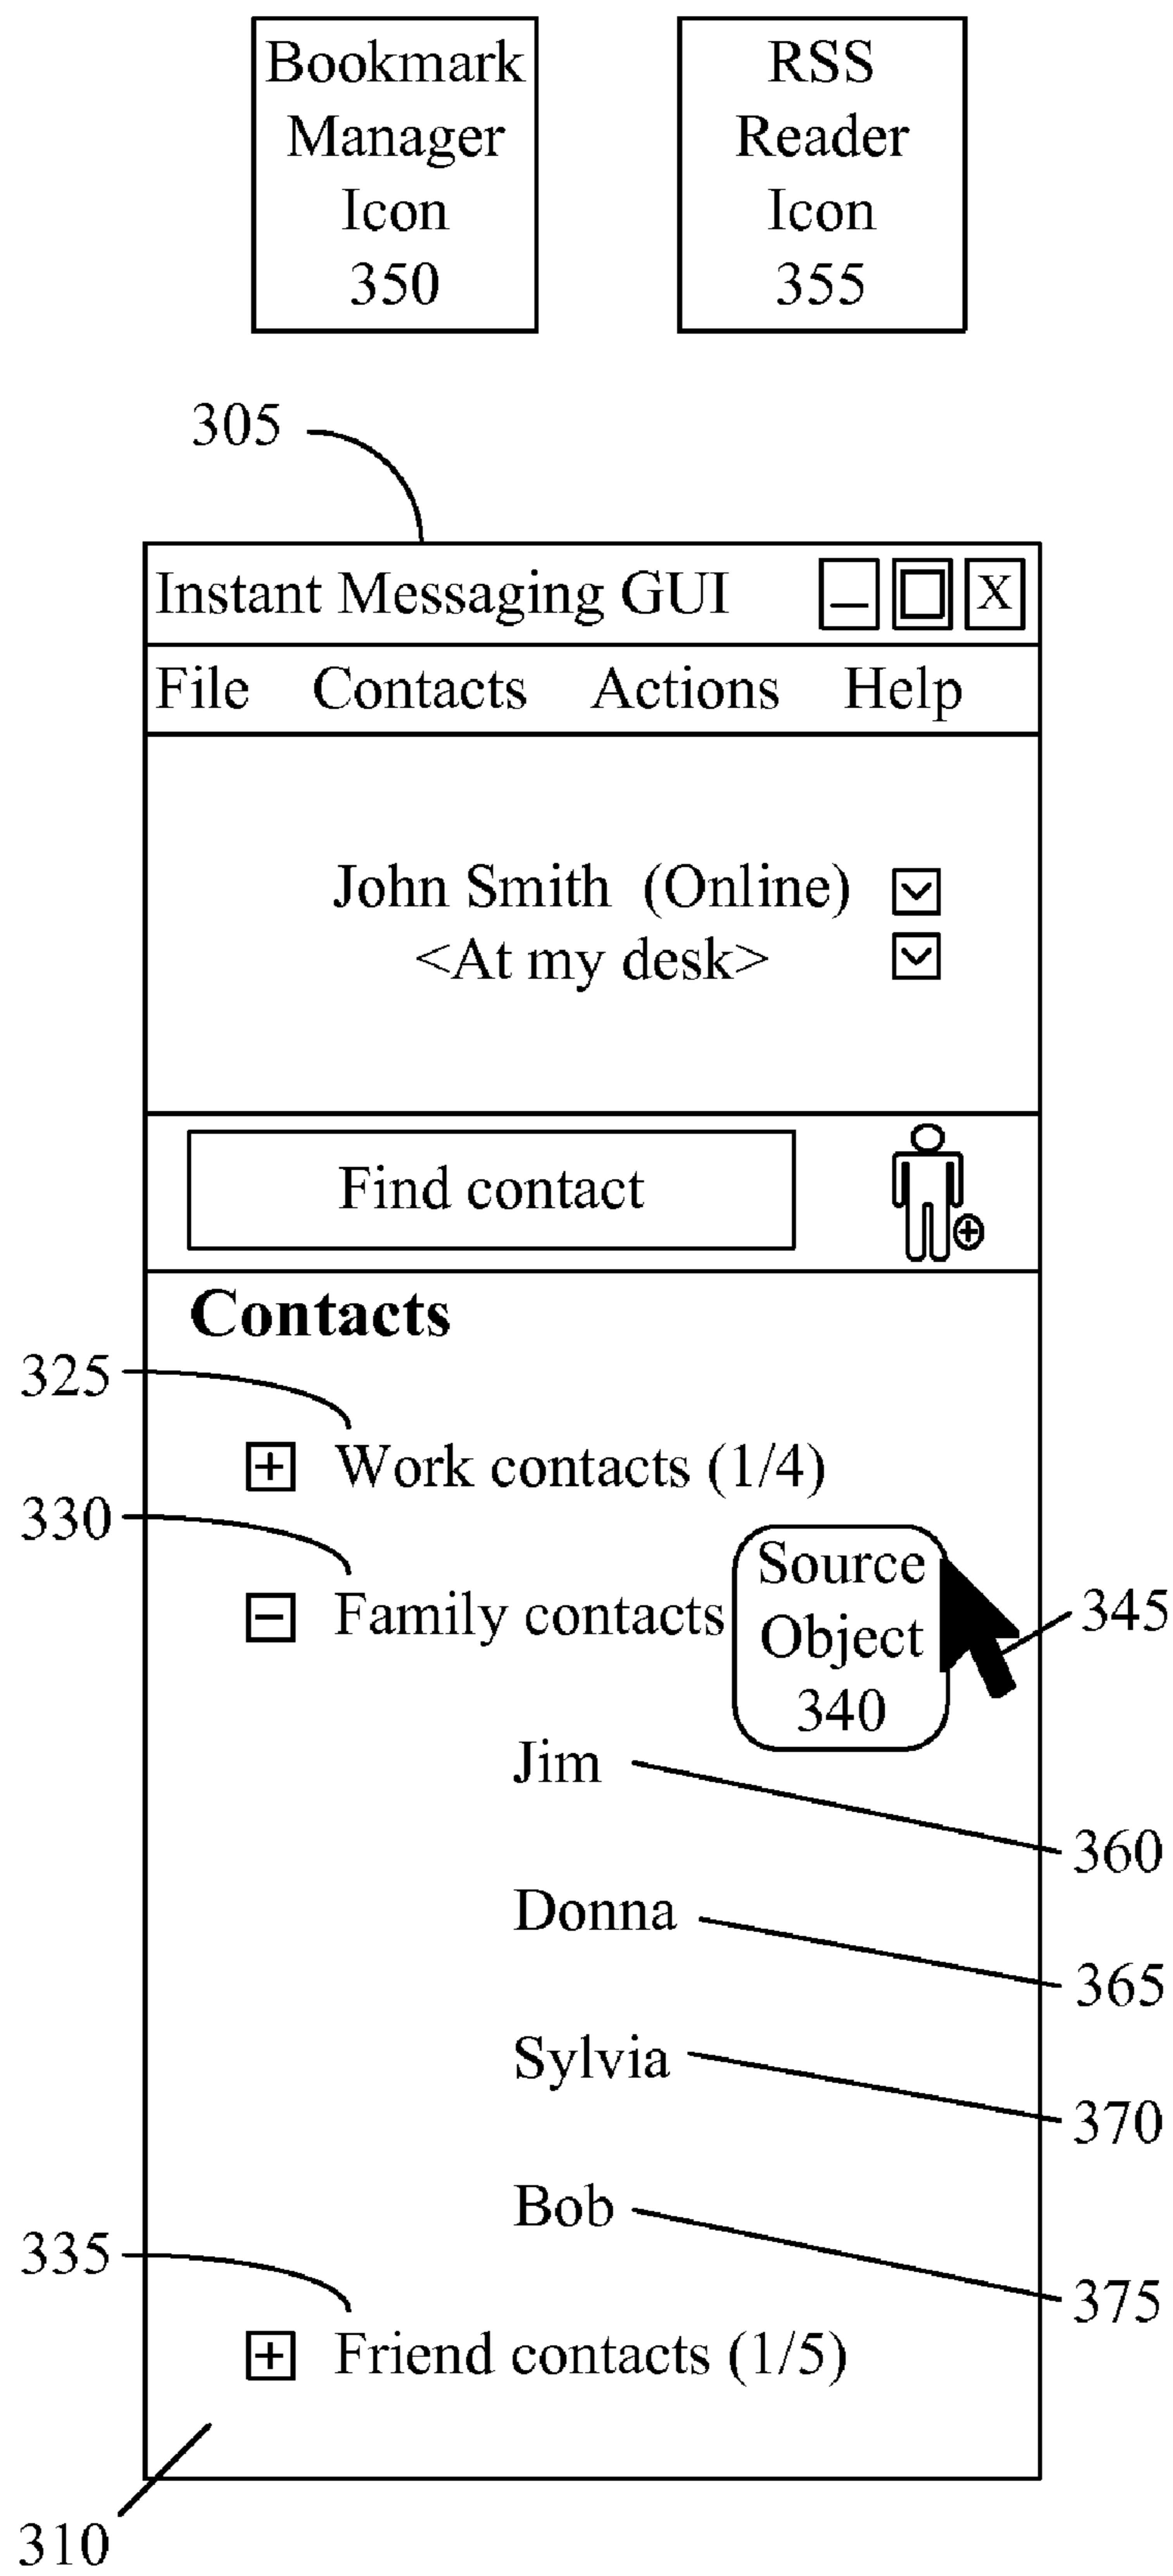 Bookmark
Manager
Icon
350
RSS
Reader
Icon
355
305
Instant Messaging GUI X
File Contacts Actions Help
John Smith (Online)
<At my desk>
Find contact
Contacts
325
Work contacts (1/4)
330
Family contacts
Source
Object
340
345
Jim
360
Donna
365
Sylvia
370
Bob
375
335
Friend contacts (1/5)
310